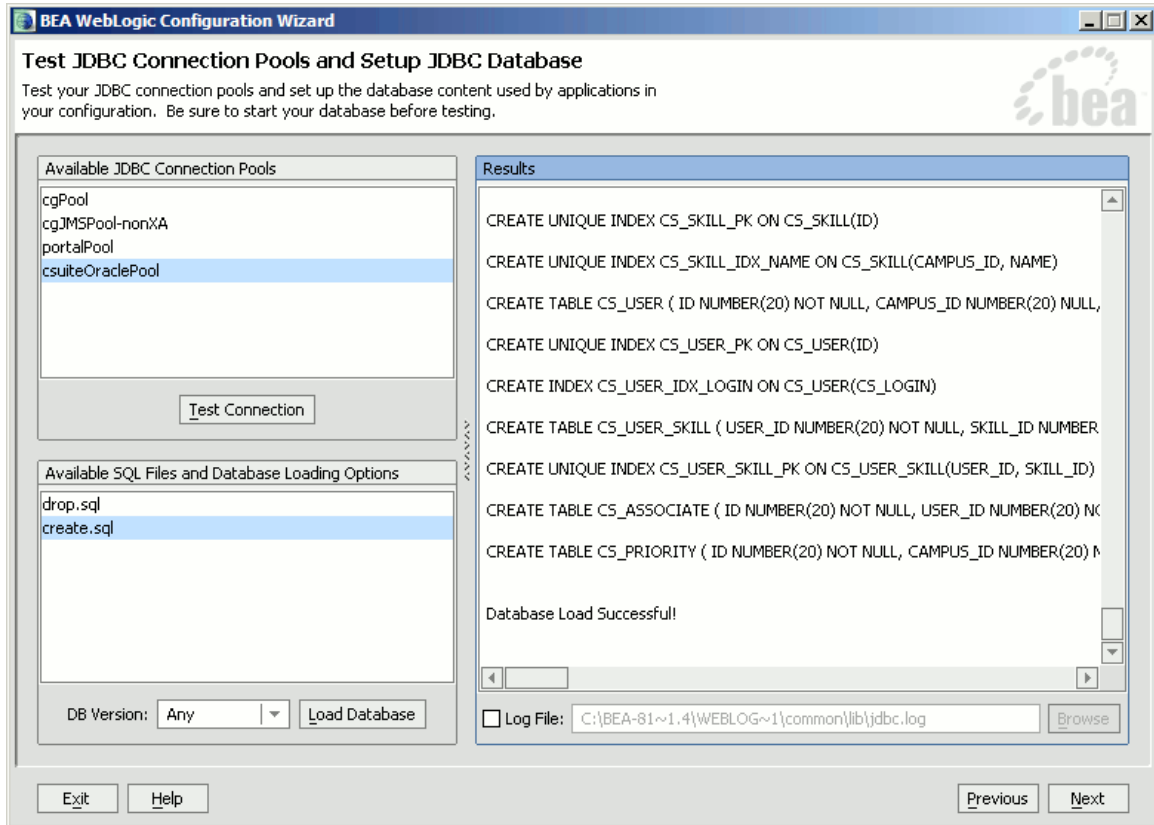 BEA WebLogic Configuration Wizard
Test JDBC Connection Pools and Setup JDBC Database
Test your JDBC connection pools and set up the database content used by applications in
your configuration. Be sure to start your database before testing.
bea
Available JDBC Connection Pools
cgPool
cgJMSPool-nonXA
portalPool
csuiteOraclePool
Test Connection
Available SQL Files and Database Loading Options
drop.sql
create.sql
DB Version: Any Load Database
Results
CREATE UNIQUE INDEX CS_SKILL_PK ON CS_SKILL(ID)
CREATE UNIQUE INDEX CS_SKILL_IDX_NAME ON CS_SKILL(CAMPUS_ID, NAME)
CREATE TABLE CS_USER ( ID NUMBER(20) NOT NULL, CAMPUS_ID NUMBER(20) NULL,
CREATE UNIQUE INDEX CS_USER_PK ON CS_USER(ID)
CREATE INDEX CS_USER_IDX_LOGIN ON CS_USER(CS_LOGIN)
CREATE TABLE CS_USER_SKILL ( USER_ID NUMBER(20) NOT NULL, SKILL_ID NUMBER
CREATE UNIQUE INDEX CS_USER_SKILL_PK ON CS_USER_SKILL(USER_ID, SKILL_ID)
CREATE TABLE CS_ASSOCIATE ( ID NUMBER(20) NOT NULL, USER_ID NUMBER(20)
CREATE TABLE CS_PRIORITY ( ID NUMBER(20) NOT NULL, CAMPUS_ID NUMBER(20)
Database Load Successful!
Log File: C:\BEA-81~1.4\WEBLOG~1\common\lib\jdbc.log Browse
Exit Help Previous Next